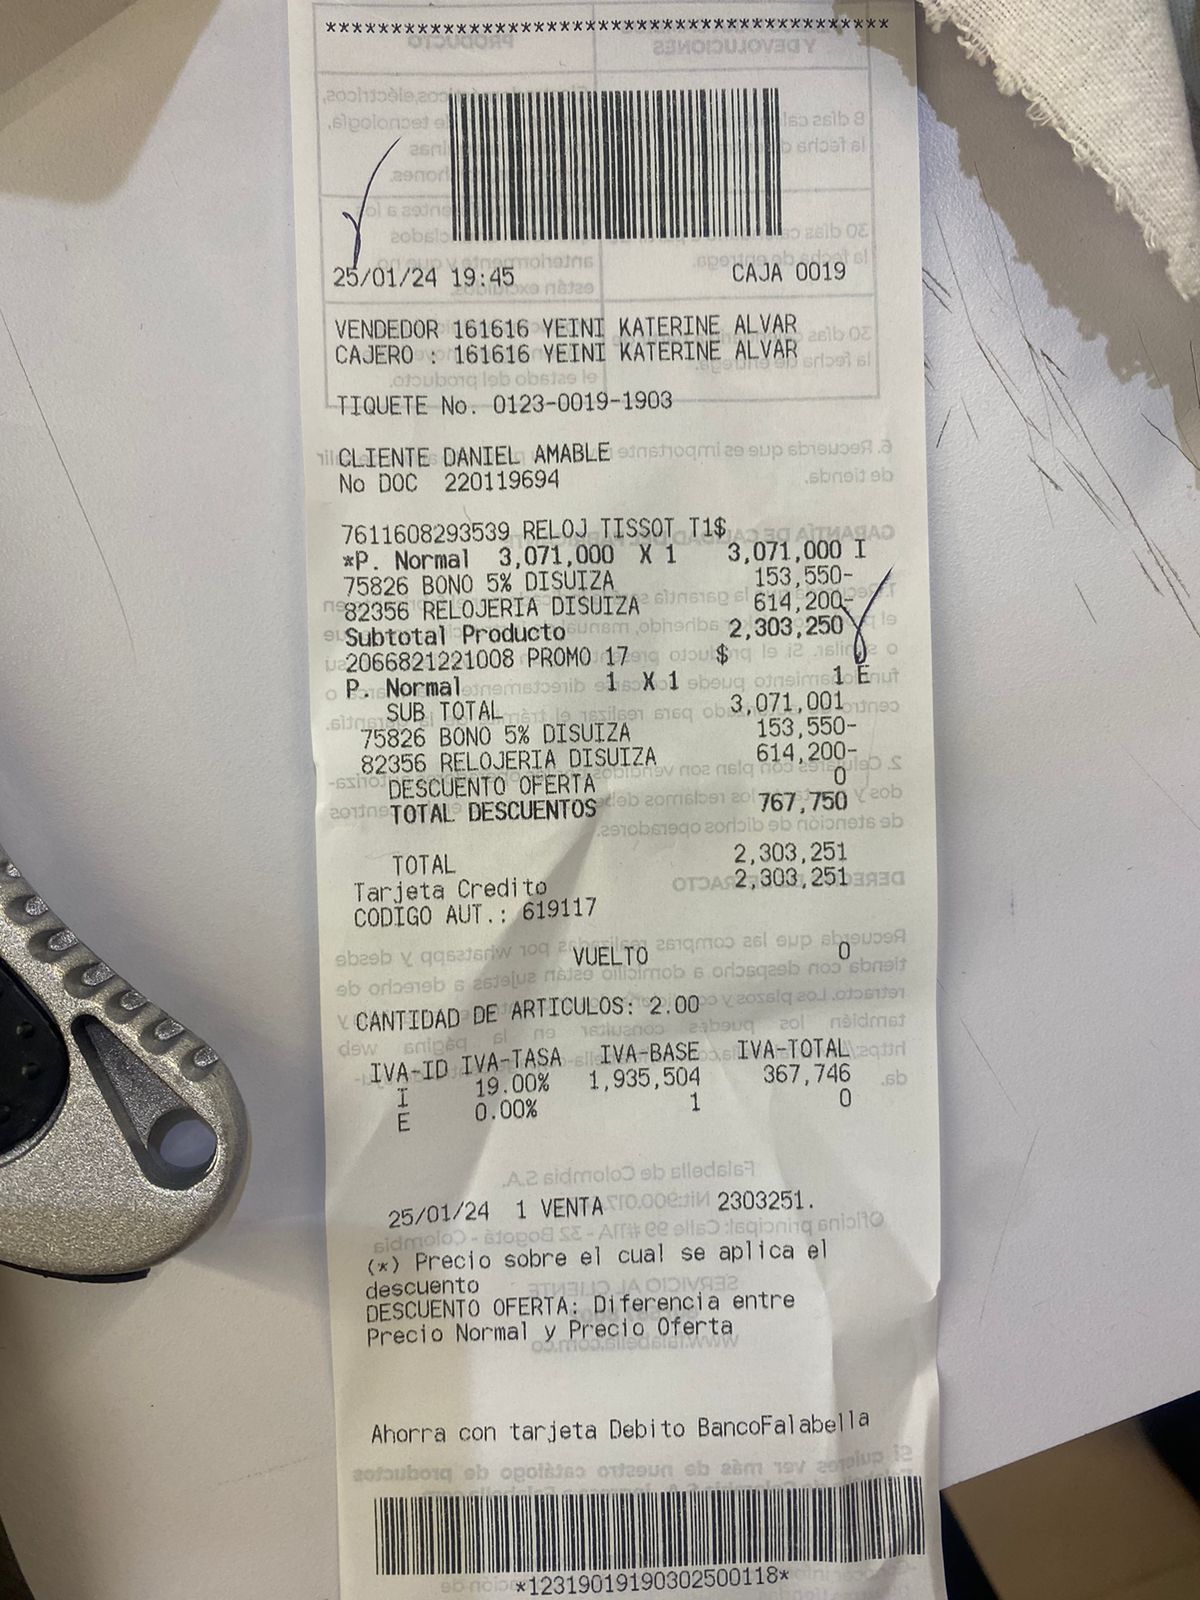 ******************************************
25/01/24 19:45 CAJA 0019
VENDEDOR 161616 YEINI KATERINE ALVAR
CAJERO : 161616 YEINI KATERINE ALVAR
TIQUETE No. 0123-0019-1903
CLIENTE DANIEL AMABLE
No DOC 220119694
7611608293539 RELOJ TISSOT T1$
*P. Normal 3,071,000 X 1 3,071,000 I
75826 BONO 5% DISUIZA 153,550-
82356 RELOJERIA DISUIZA 614,200-
Subtotal Producto 2,303,250
2066821221008 PROMO 17 $
P. Normal 1 X 1 1 E
SUB TOTAL 3,071,001
75826 BONO 5% DISUIZA 153,550-
82356 RELOJERIA DISUIZA 614,200-
DESCUENTO OFERTA 0
TOTAL DESCUENTOS 767,750
TOTAL 2,303,251
Tarjeta Credito 2,303,251
CODIGO AUT.: 619117
VUELTO 0
CANTIDAD DE ARTICULOS: 2.00
IVA-ID IVA-TASA IVA-BASE IVA-TOTAL
I 19.00% 1,935,504 367,746
E 0.00% 1 0
25/01/24 1 VENTA 2303251.
(*) Precio sobre el cual se aplica el
descuento
DESCUENTO OFERTA: Diferencia entre
Precio Normal y Precio Oferta
Ahorra con tarjeta Debito BancoFalabella
*12319019190302500118*